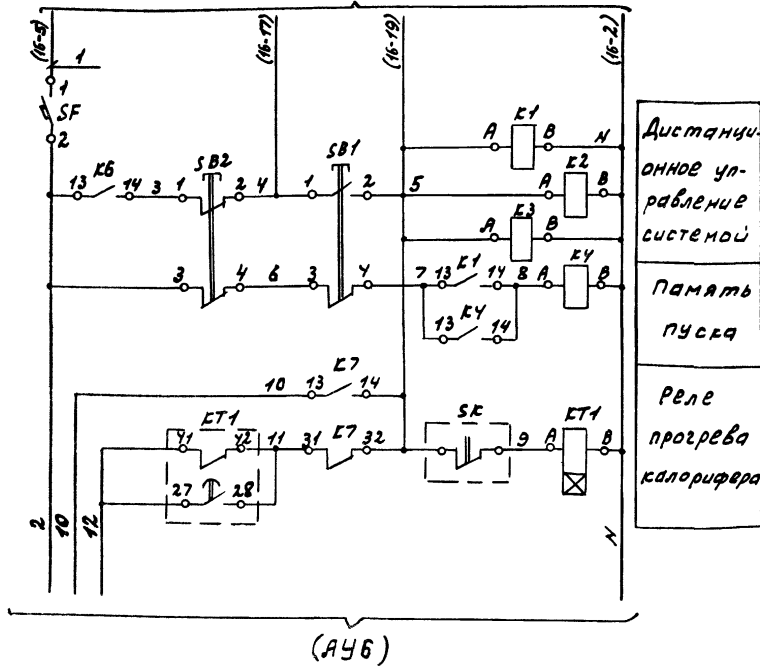 (16-5) (16-17) (16-19) (16-2)
1
1
SF
2
K1
A B N
SB2 SB1 K2
K6
13 14 3 1 2 4 1 2 5 A B
K3
A B
3 4 6 3 4 7 13 K1 14 8 A K4 B
K4
13 14
K7
10 13 14
KT1 SK KT1
41 42 11 31 K7 32 9 A B
27 28
2 10 12 N
Дистанци-
онное уп-
равление
системой
Память
пуска
Реле
прогрева
калорифера
(АУ6)